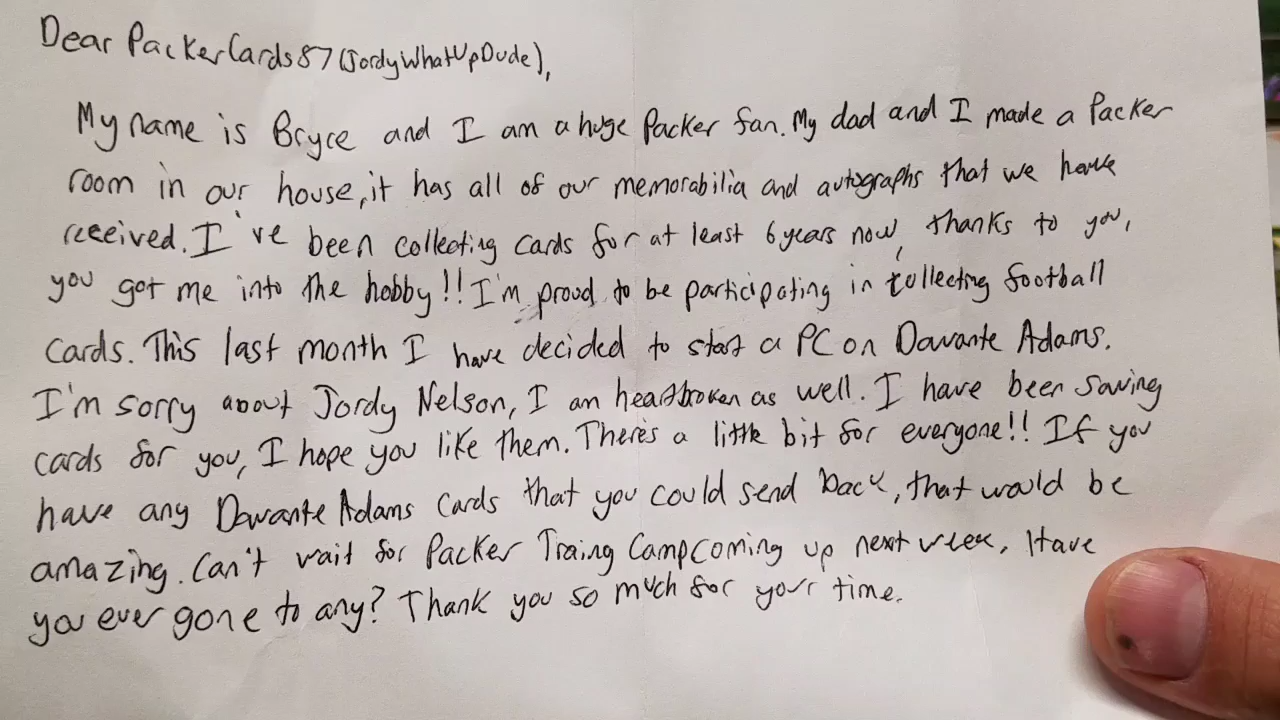 Dear PackerCards87(JordyWhatUpDude),
My name is Bryce and I am a huge Packer fan. My dad and I made a Packer
room in our house, it has all of our memorabilia and autographs that we have
received. I've been collecting cards for at least 6 years now, thanks to you,
you got me into the hobby!! I'm proud to be participating in collecting football
cards. This last month I have decided to start a PC on Davante Adams.
I'm sorry about Jordy Nelson, I am heartbroken as well. I have been saving
cards for you, I hope you like them. There's a little bit for everyone!! If you
have any Davante Adams cards that you could send back, that would be
amazing. Can't wait for Packer Traing Camp coming up next week. Have
you ever gone to any? Thank you so much for your time.